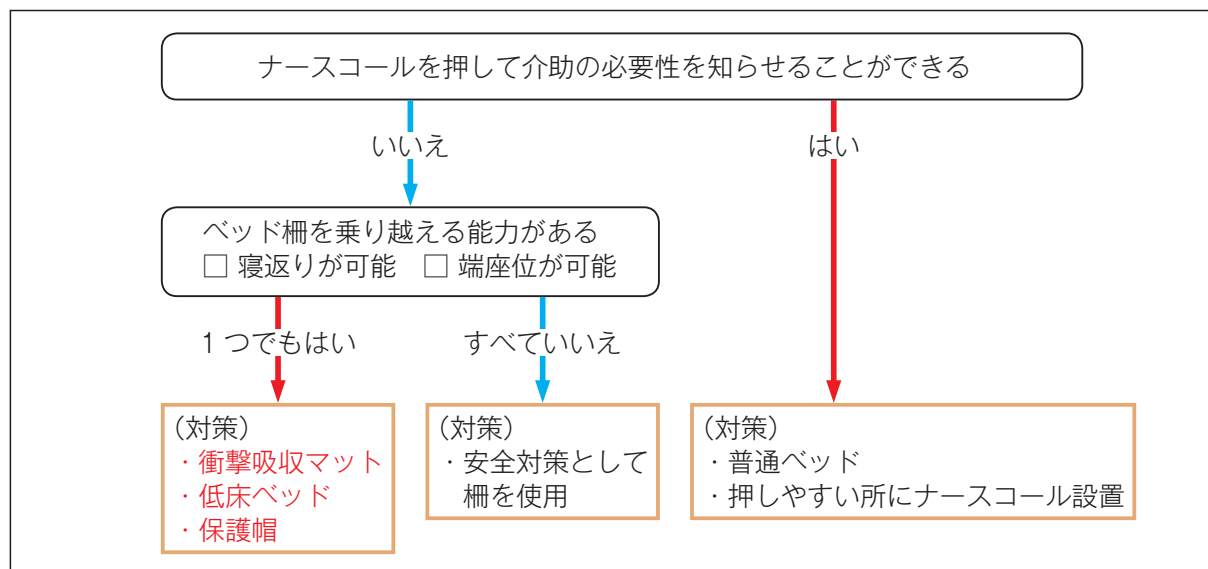 ナースコールを押して介助の必要性を知らせることができる
いいえ
はい
ベッド柵を乗り越える能力がある
□ 寝返りが可能 □ 端座位が可能
1つでもはい
すべていいえ
(対策)
・衝撃吸収マット
・低床ベッド
・保護帽
(対策)
・安全対策として
柵を使用
(対策)
・普通ベッド
・押しやすい所にナースコール設置